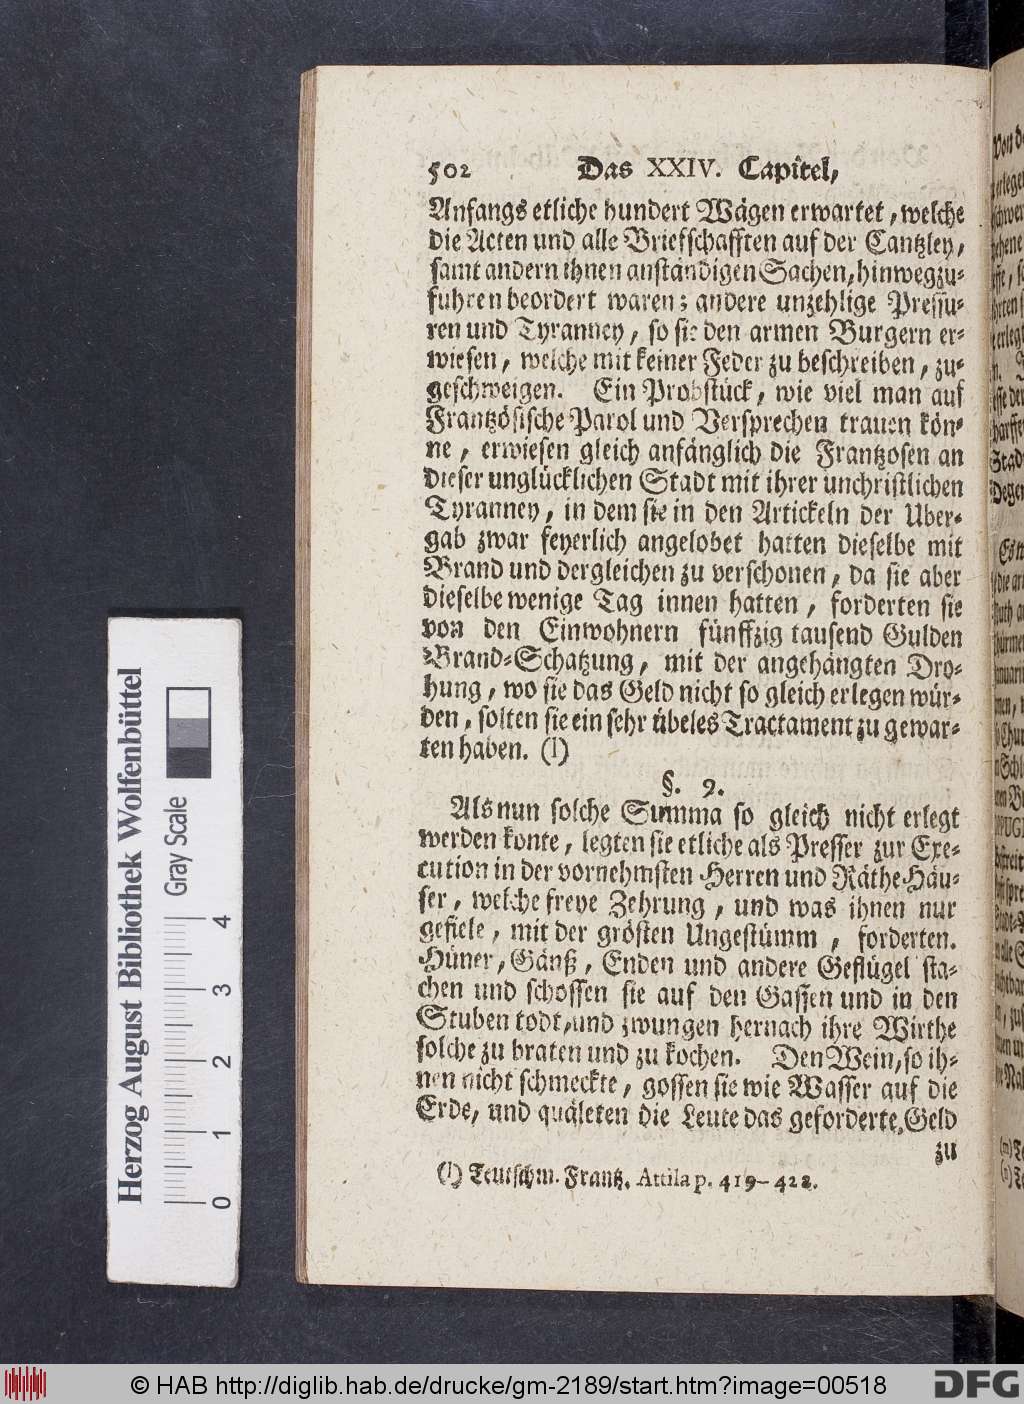 502 Das XXIV. Capitel,
Anfangs etliche hundert Wägen erwartet, welche
die Acten und alle Briefschafften auf der Cantzley,
samt andern ihnen anständigen Sachen, hinwegzu-
fuhren beordert waren; andere unzehlige Pressu-
ren und Tyranney, so sie den armen Burgern er-
wiesen, welche mit keiner Feder zu beschreiben, zu-
geschweigen. Ein Probstück, wie viel man auf
Frantzösische Parol und Versprechen trauen kön-
ne, erwiesen gleich anfänglich die Frantzosen an
dieser unglücklichen Stadt mit ihrer unchristlichen
Tyranney, in dem sie in den Artickeln der Uber-
gab zwar feyerlich angelobet hatten dieselbe mit
Brand und dergleichen zu verschonen, da sie aber
dieselbe wenige Tag innen hatten, forderten sie
von den Einwohnern fünffzig tausend Gulden
Brand-Schatzung, mit der angehängten Dro-
hung, wo sie das Geld nicht so gleich erlegen wür-
den, solten sie ein sehr übeles Tractament zu gewar-
ten haben. (l)
§. 9.
Als nun solche Summa so gleich nicht erlegt
werden konte, legten sie etliche als Presser zur Exe-
cution in der vornehmsten Herren und Räthe Häu-
ser, welche freye Zehrung, und was ihnen nur
gefiele, mit der grösten Ungestümm, forderten.
Hüner, Gänß, Enden und andere Geflügel sta-
chen und schossen sie auf den Gassen und in den
Stuben todt, und zwungen hernach ihre Wirthe
solche zu braten und zu kochen. Den Wein, so ih-
nen nicht schmeckte, gossen sie wie Wasser auf die
Erde, und quäleten die Leute das geforderte Geld
zu
(l) Teutschm. Frantz. Attila p. 419-422.
Herzog August Bibliothek Wolfenbüttel
Gray Scale
0 1 2 3 4
© HAB http://diglib.hab.de/drucke/gm-2189/start.htm?image=00518
DFG